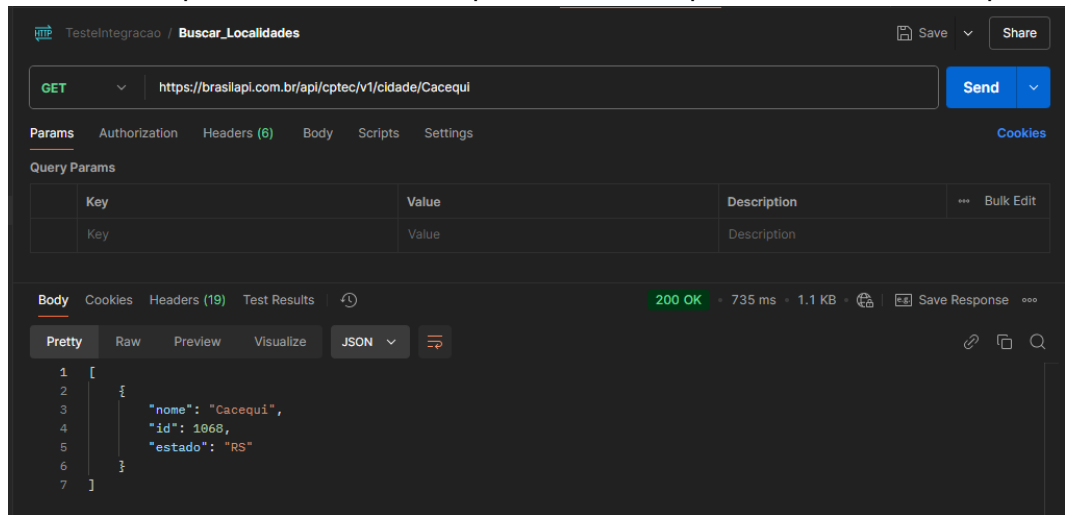 HTTP TesteIntegracao / Buscar_Localidades Save Share
GET https://brasilapi.com.br/api/cptec/v1/cidade/Cacequi Send
Params Authorization Headers (6) Body Scripts Settings Cookies
Query Params
Key Value Description Bulk Edit
Key Value Description
Body Cookies Headers (19) Test Results 200 OK 735 ms 1.1 KB e.g. Save Response
Pretty Raw Preview Visualize JSON
1 [
2 {
3 "nome": "Cacequi",
4 "id": 1068,
5 "estado": "RS"
6 }
7 ]